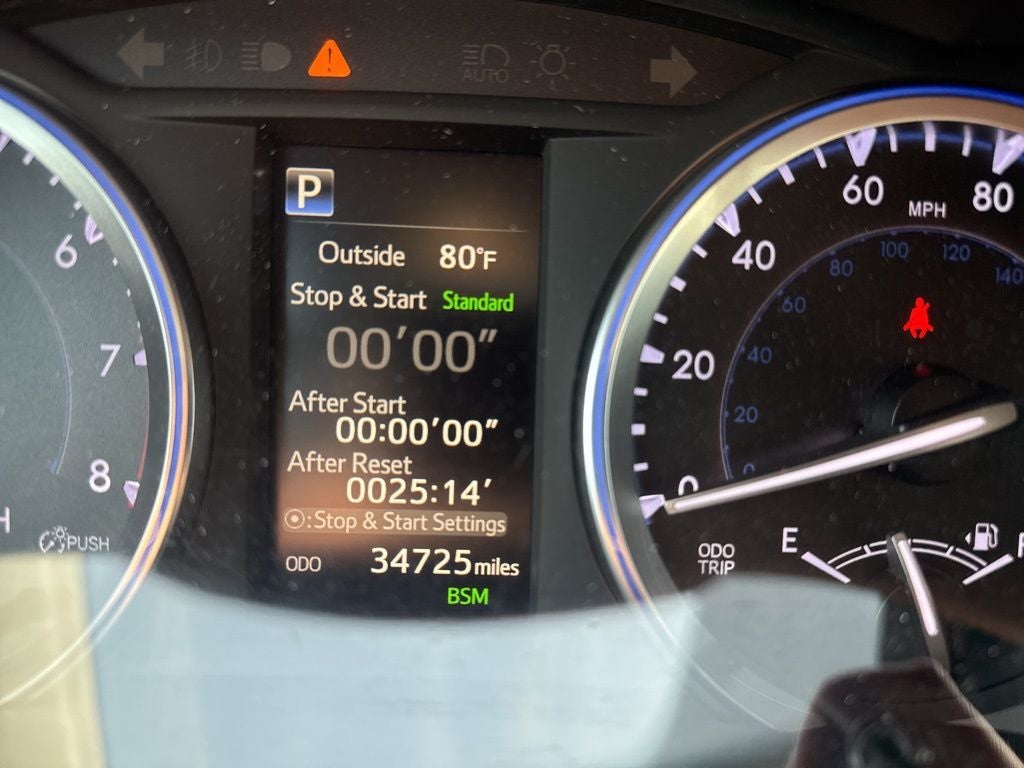 AUTO
P
Outside 80°F
Stop & Start Standard
00'00"
After Start
00:00'00"
After Reset
0025:14'
: Stop & Start Settings
ODO 34725 miles
BSM
6
7
8
H
PUSH
0
20
40
60
80
MPH
0
20
40
60
80
100
120
140
ODO
TRIP
E
F